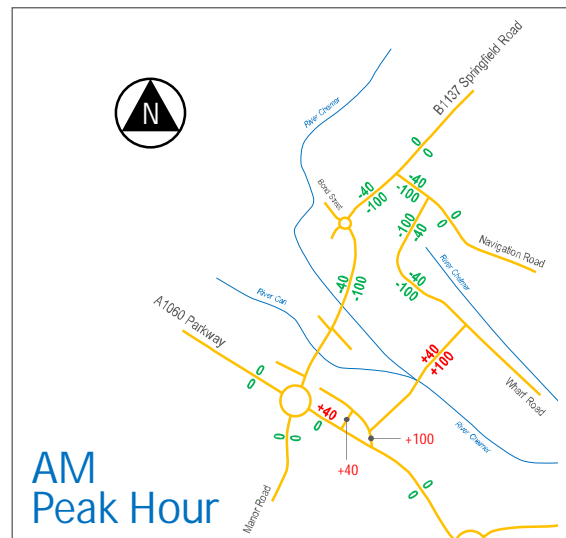 B1137 Springfield Road
River Chelmer
N
0
0
-40
-100
Bond Street
-40
-100
0
0
-100
-40
Navigation Road
River Chelmer
-40
-100
River Can
-40
-100
A1060 Parkway
0
0
+40
+100
Wharf Road
+40
0
0
0
+100
+40
River Chelmer
0
0
Manor Road
AM
Peak Hour